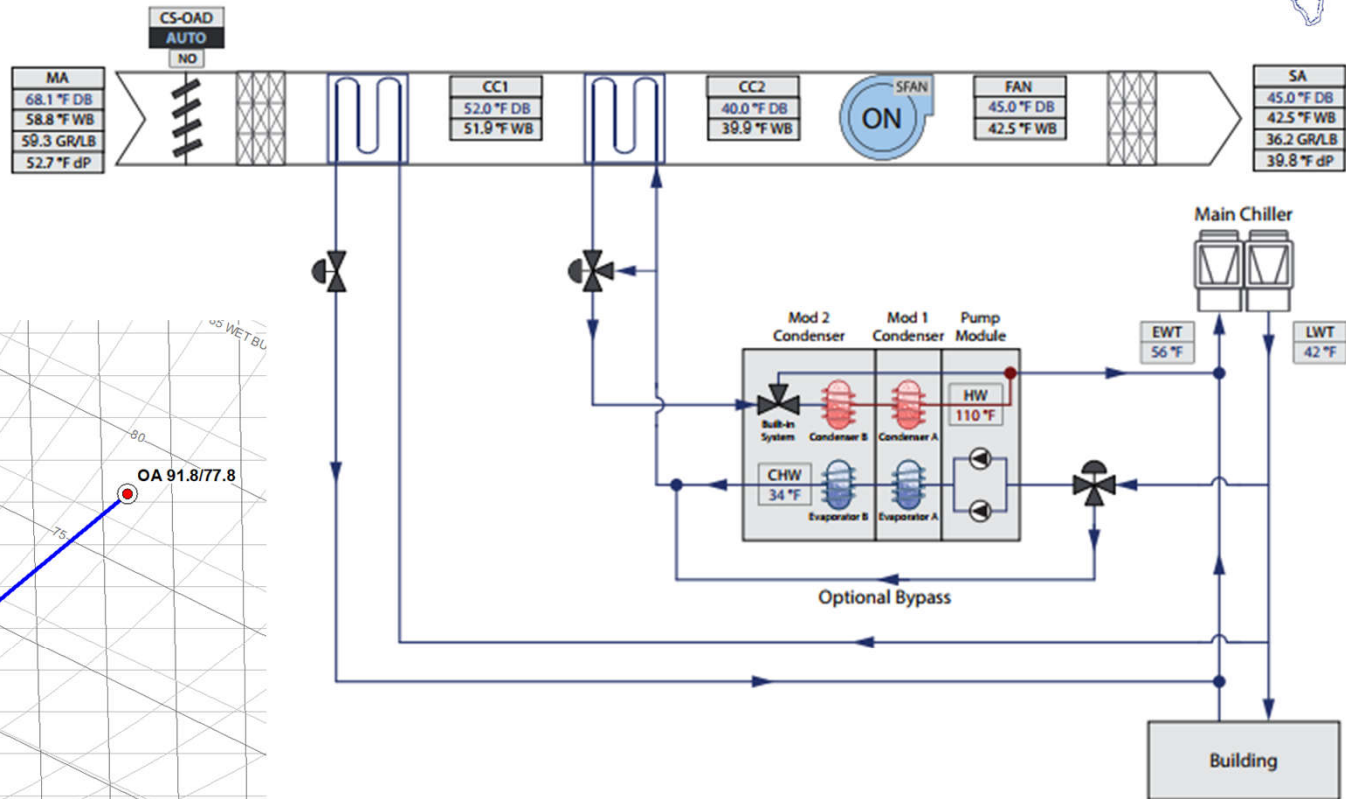 CS-OAD
AUTO
NO
MA
68.1 °F DB
58.8 °F WB
59.3 GR/LB
52.7 °F dP
CC1
52.0 °F DB
51.9 °F WB
CC2
40.0 °F DB
39.9 °F WB
SFAN
ON
FAN
45.0 °F DB
42.5 °F WB
SA
45.0 °F DB
42.5 °F WB
36.2 GR/LB
39.8 °F dP
Main Chiller
EWT
56 °F
LWT
42 °F
Mod 2
Condenser
Mod 1
Condenser
Pump
Module
HW
110 °F
Built-in
System
Condenser B
Condenser A
CHW
34 °F
Evaporator B
Evaporator A
Optional Bypass
Building
WET BU
80
OA 91.8/77.8
75